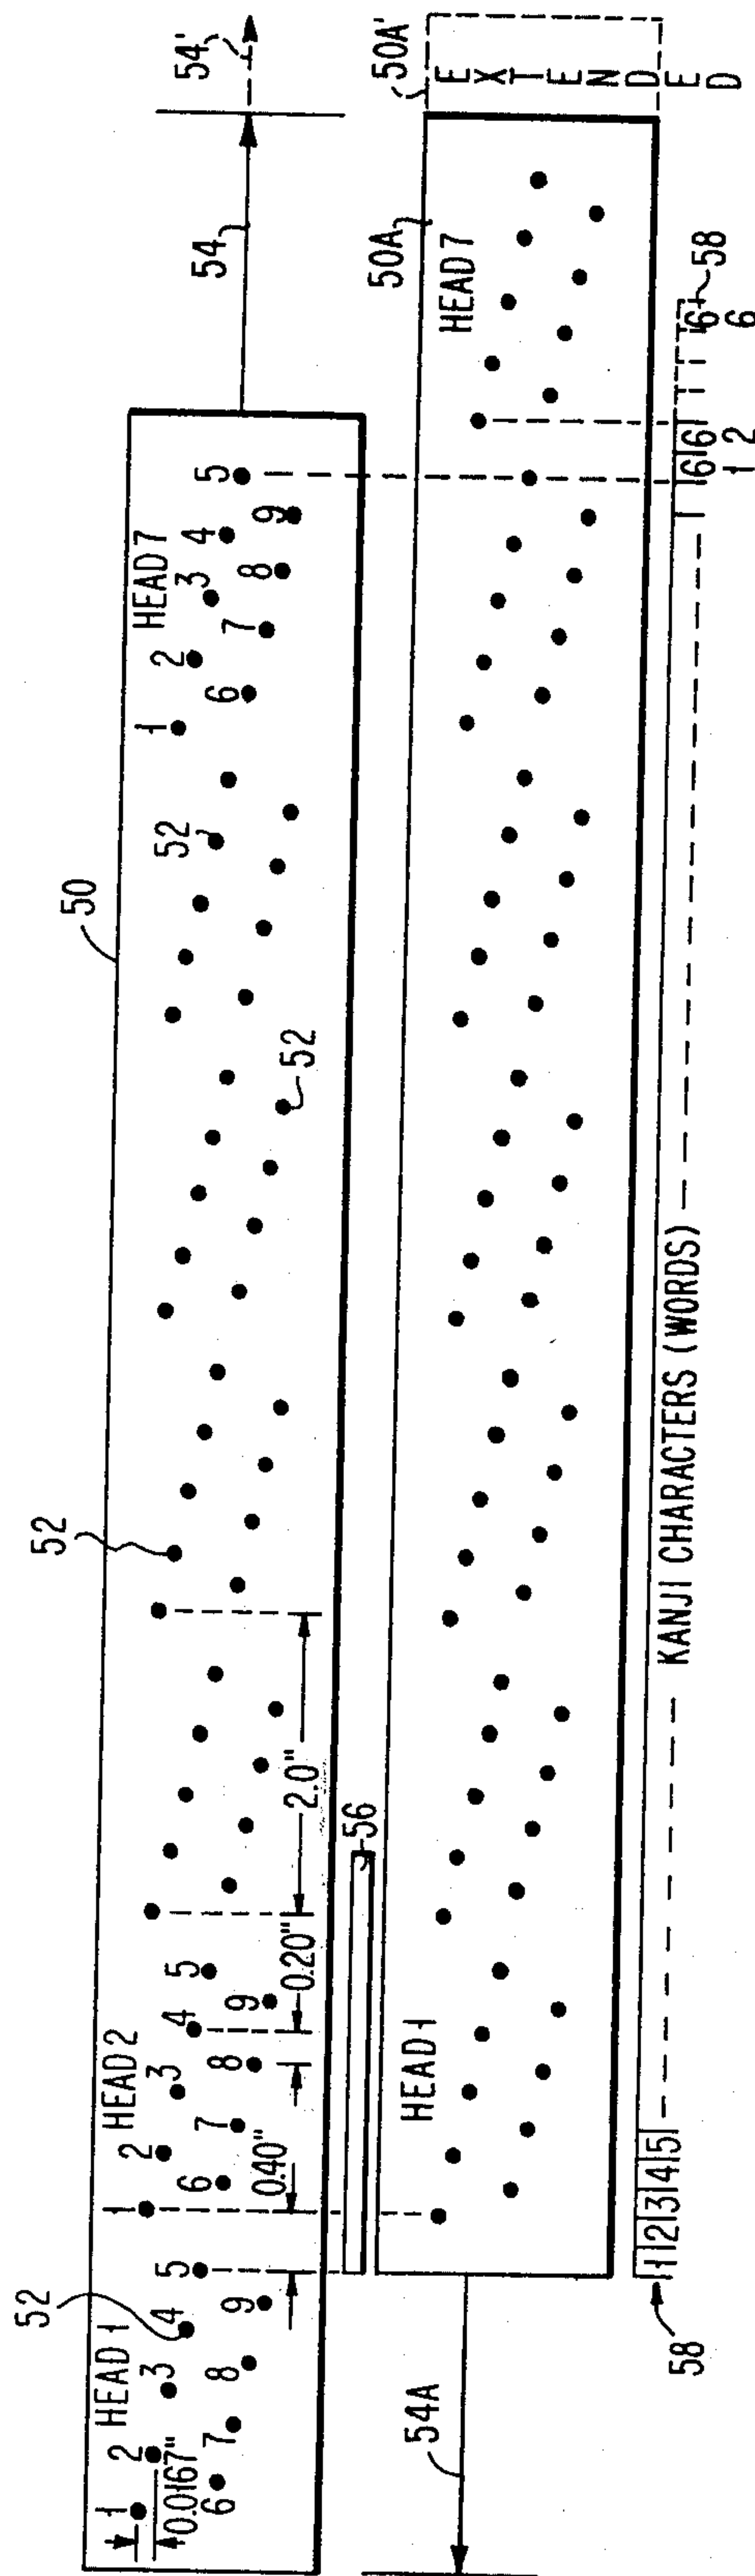 50
54
54'
HEAD 1
1 2 3 4 5
6 7 8 9
0.0167"
52
HEAD 2
1 2 3 4 5
6 7 8 9
0.40"
0.20"
2.0"
52
52
52
HEAD 7
1 2 3 4 5
6 7 8 9
56
54A
HEAD 1
HEAD 7
50A
50A'
EXTENDED
58
1 2 3 4 5
KANJI CHARACTERS (WORDS)
6 6 6
1 2 6
58